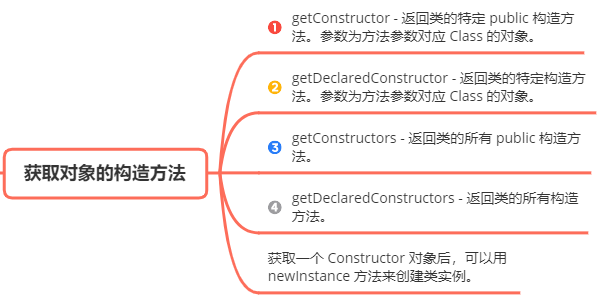 获取对象的构造方法
1 getConstructor - 返回类的特定 public 构造方
法。参数为方法参数对应 Class 的对象。
2 getDeclaredConstructor - 返回类的特定构造方
法。参数为方法参数对应 Class 的对象。
3 getConstructors - 返回类的所有 public 构造方
法。
4 getDeclaredConstructors - 返回类的所有构造
方法。
获取一个 Constructor 对象后，可以用
newInstance 方法来创建类实例。